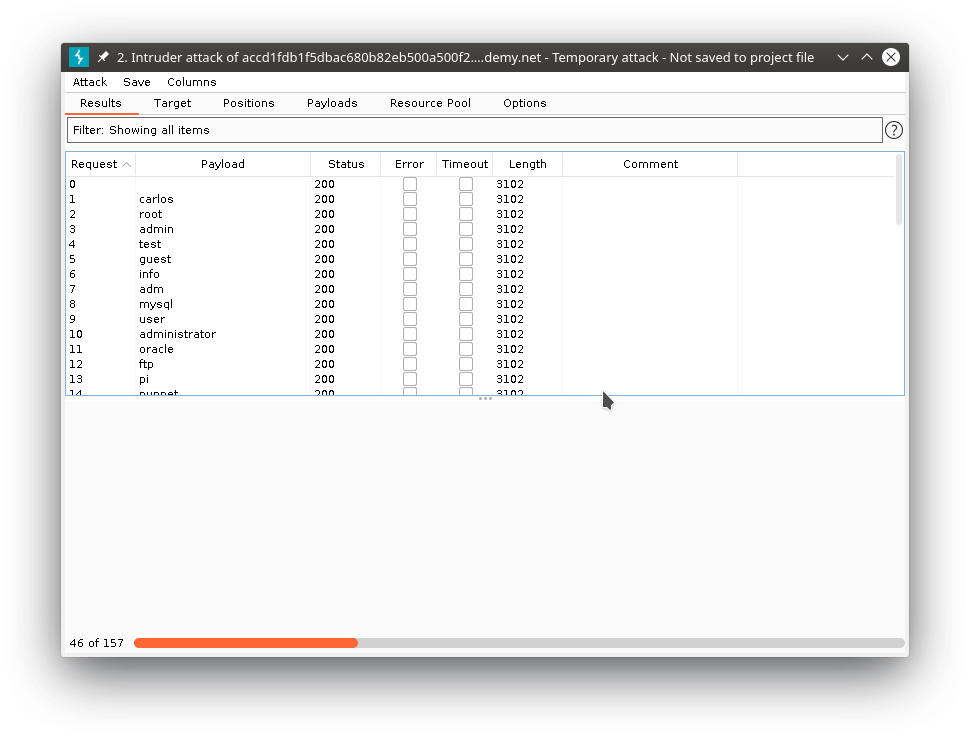 2. Intruder attack of accd1fdb1f5dbac680b82eb500a500f2....demy.net - Temporary attack - Not saved to project file
Attack Save Columns
Results Target Positions Payloads Resource Pool Options
Filter: Showing all items ?
Request Payload Status Error Timeout Length Comment
0 200 3102
1 carlos 200 3102
2 root 200 3102
3 admin 200 3102
4 test 200 3102
5 guest 200 3102
6 info 200 3102
7 adm 200 3102
8 mysql 200 3102
9 user 200 3102
10 administrator 200 3102
11 oracle 200 3102
12 ftp 200 3102
13 pi 200 3102
14 puppet 200 3102
46 of 157